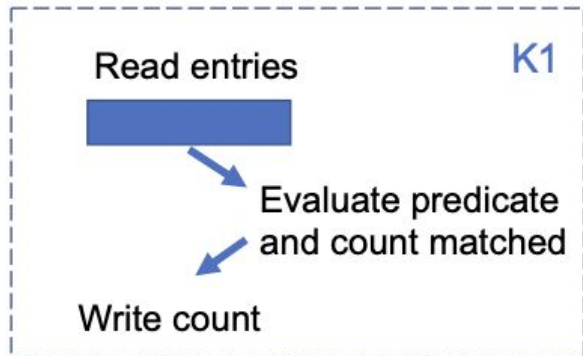 K1
Read entries
Evaluate predicate
and count matched
Write count